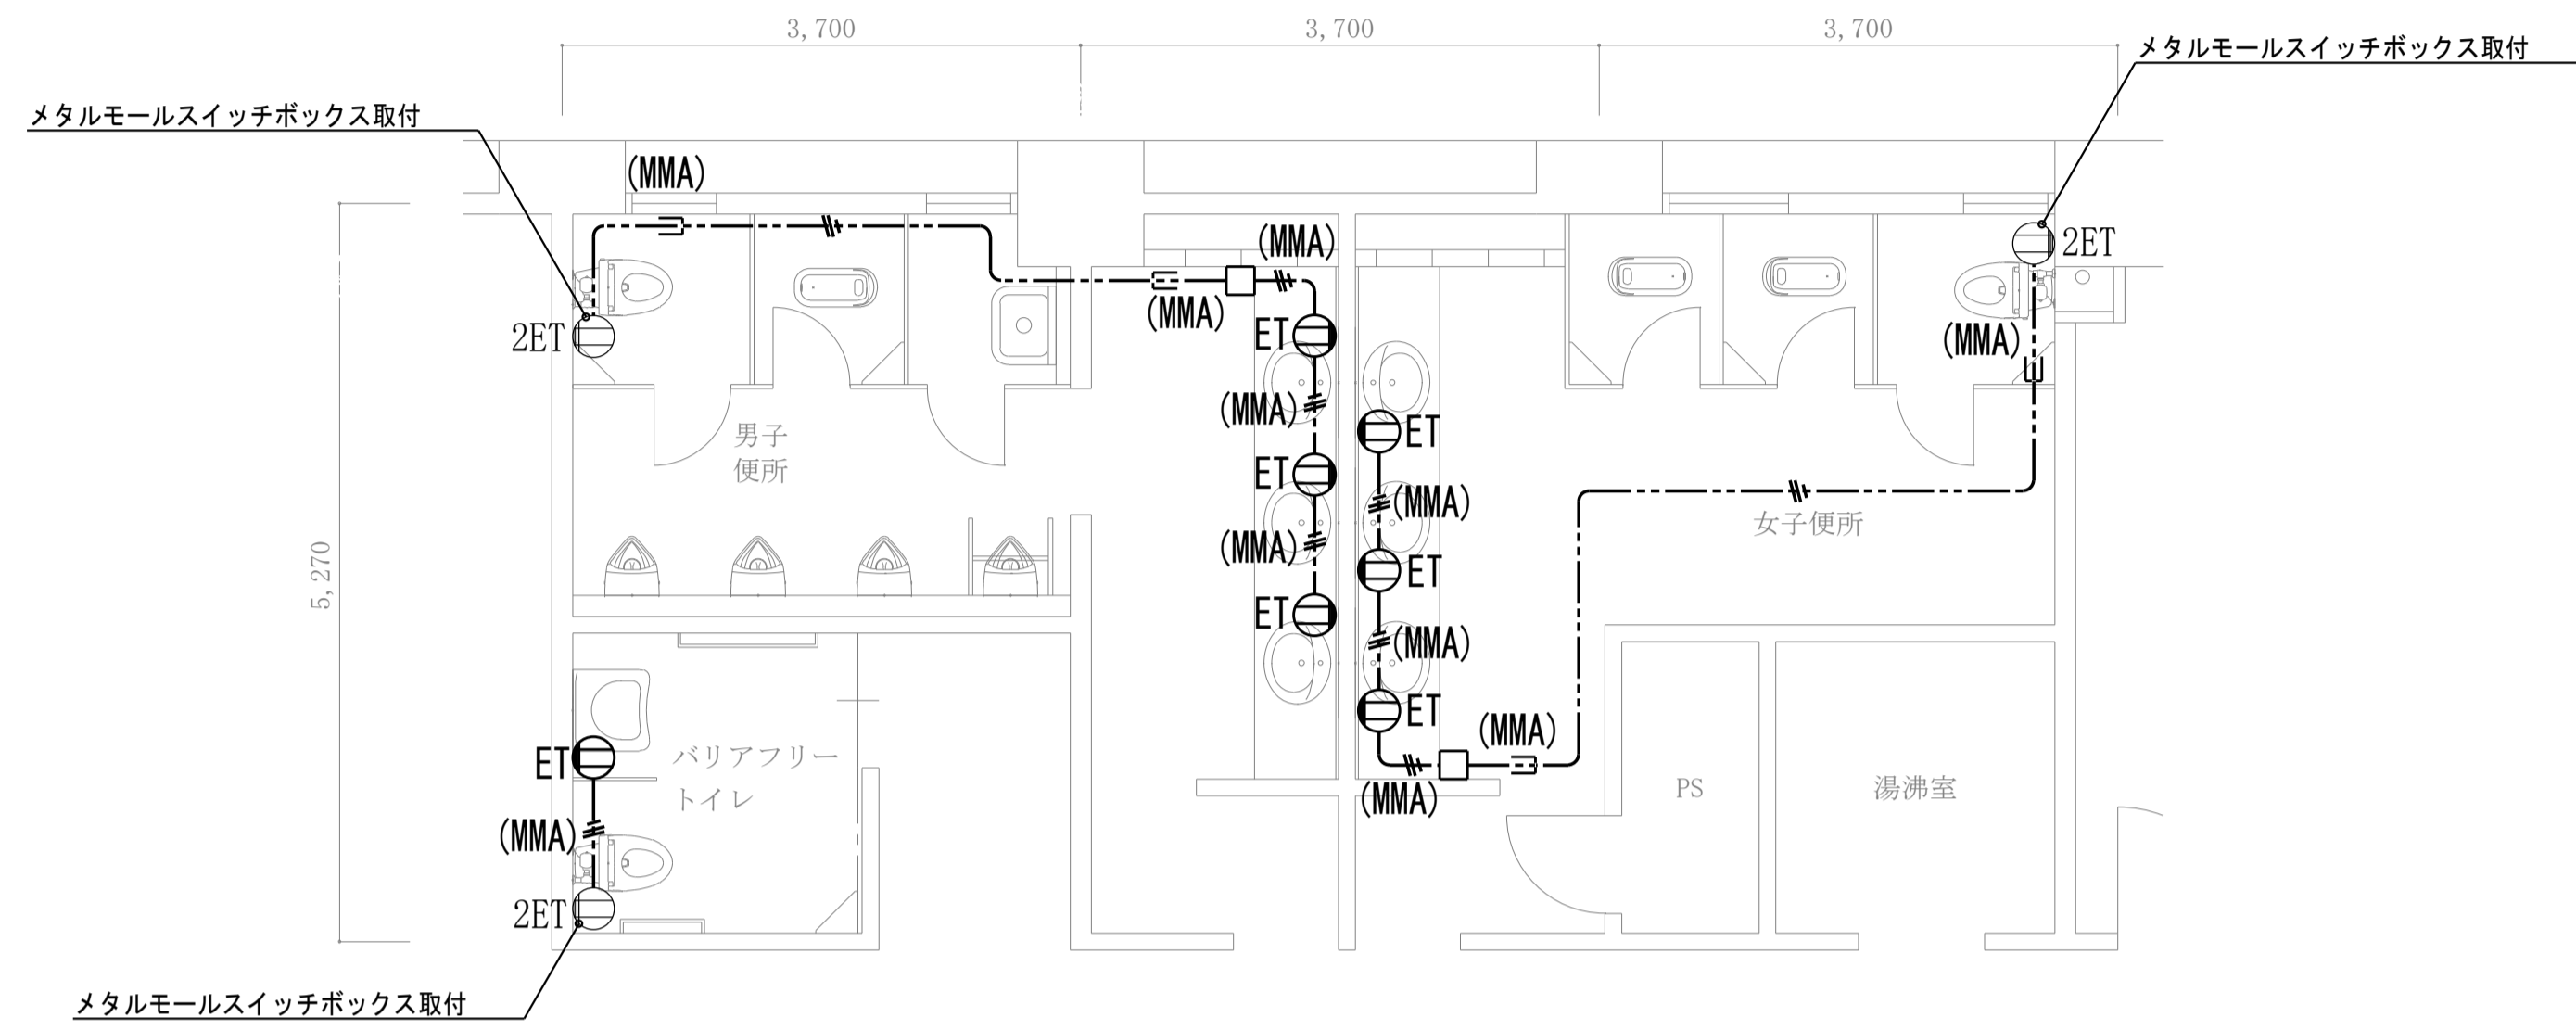 3,700
3,700
3,700
メタルモールスイッチボックス取付
メタルモールスイッチボックス取付
(MMA)
(MMA)
2ET
(MMA)
2ET
ET
(MMA)
(MMA)
ET
男子
便所
ET
(MMA)
女子便所
(MMA)
5,270
ET
ET
(MMA)
ET
(MMA)
ET
バリアフリー
トイレ
PS
湯沸室
(MMA)
(MMA)
2ET
メタルモールスイッチボックス取付